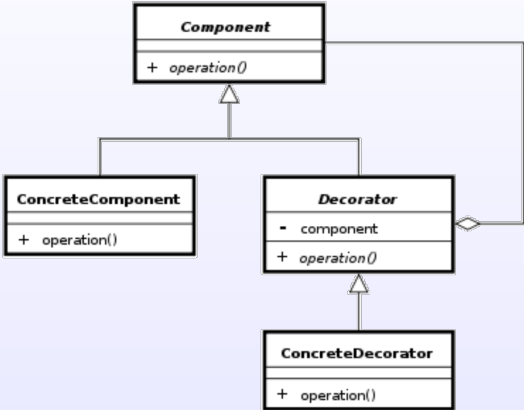 Component
+ operation()
ConcreteComponent
+ operation()
Decorator
- component
+ operation()
ConcreteDecorator
+ operation()